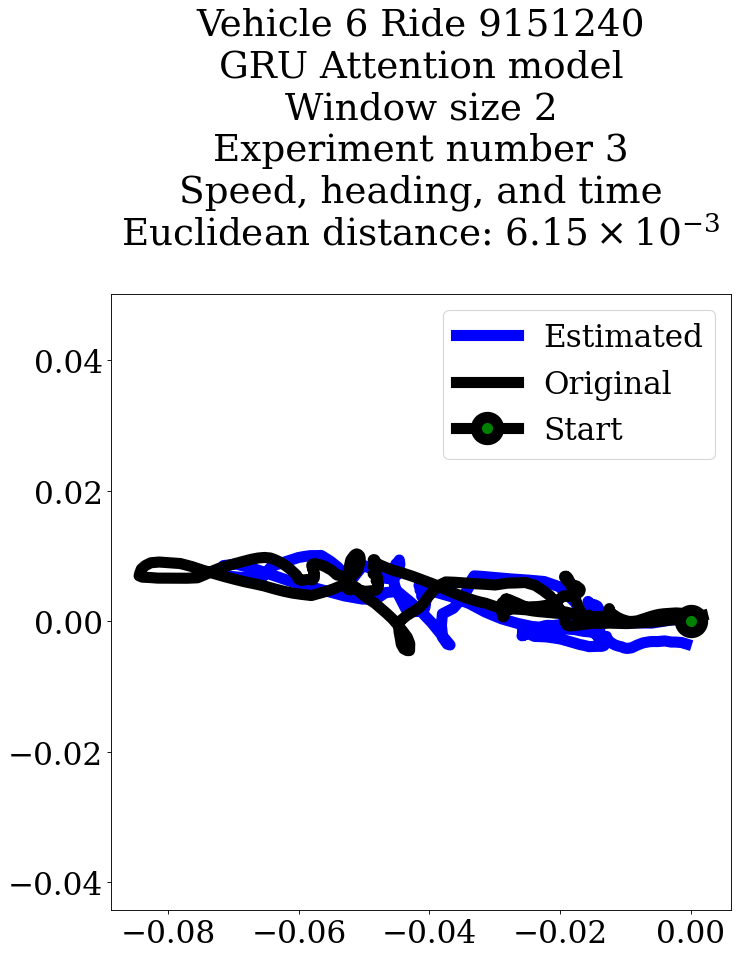 Vehicle 6 Ride 9151240
GRU Attention model
Window size 2
Experiment number 3
Speed, heading, and time
Euclidean distance: 6.15 × 10⁻³
Estimated
Original
Start
0.04
0.02
0.00
−0.02
−0.04
−0.08 −0.06 −0.04 −0.02 0.00